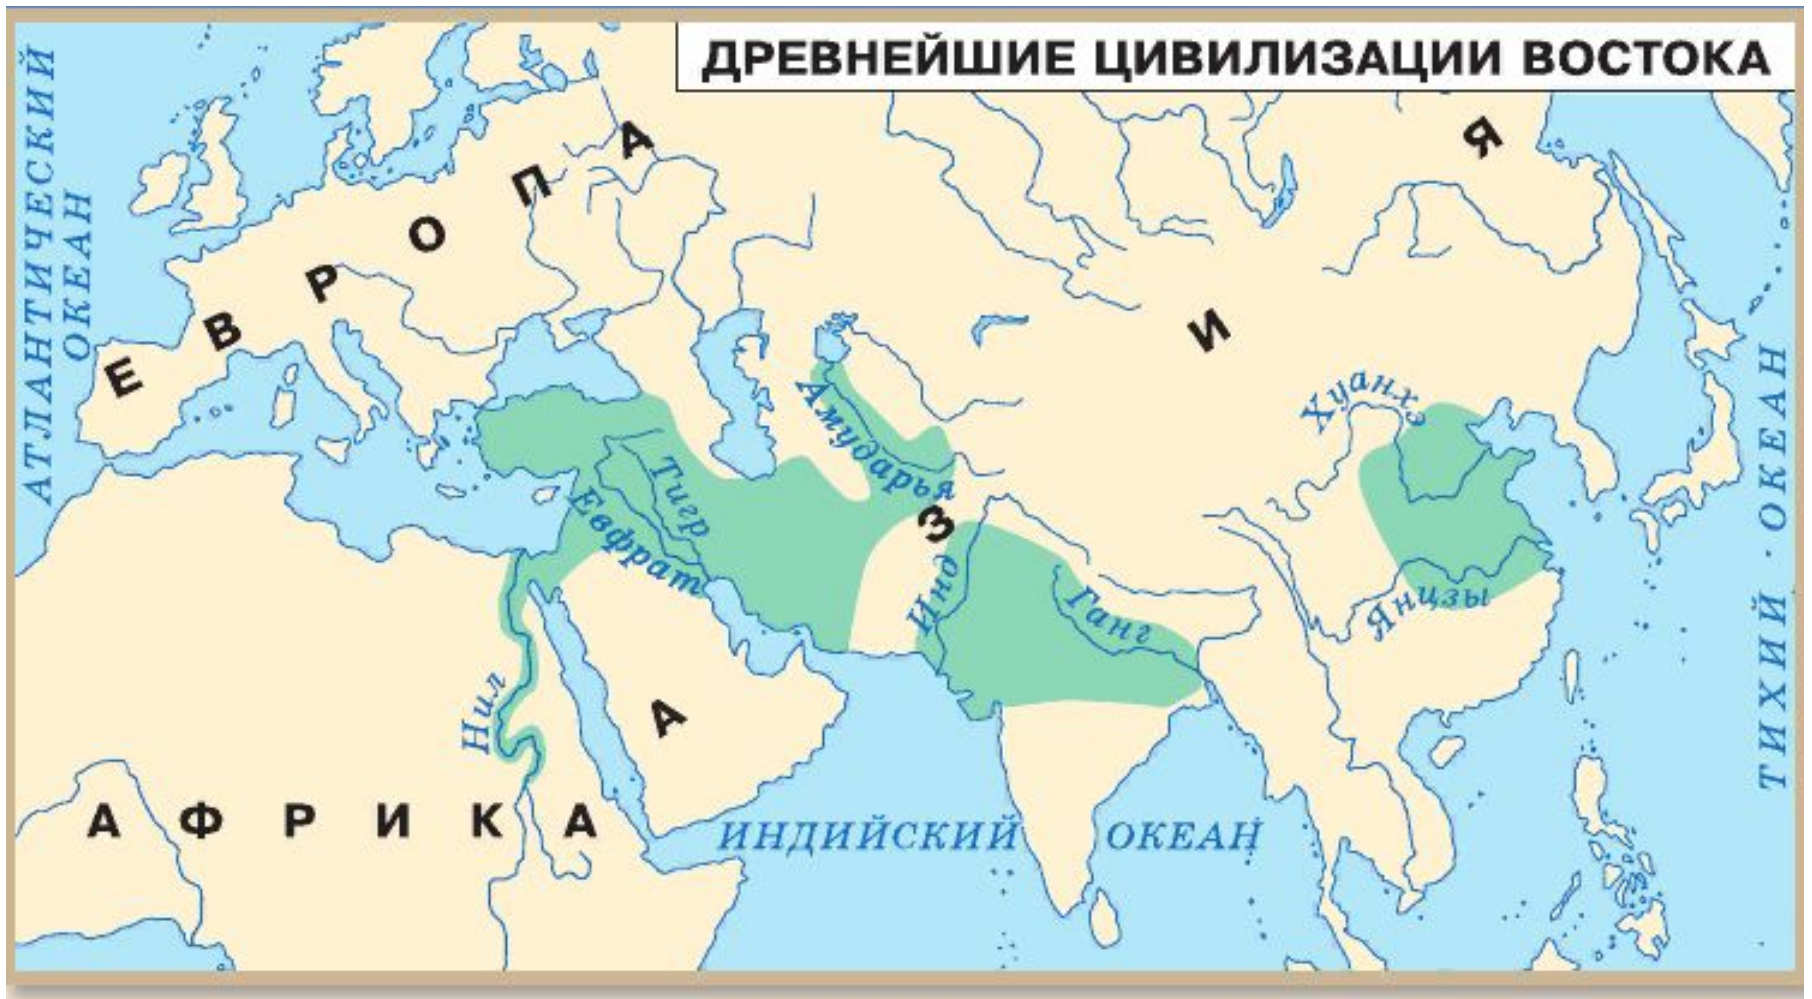 ДРЕВНЕЙШИЕ ЦИВИЛИЗАЦИИ ВОСТОКА
АТЛАНТИЧЕСКИЙ
ОКЕАН
ЕВРОПА
АЗИЯ
АФРИКА
Амударья
Хуанхэ
Тигр
Евфрат
Инд
Ганг
Янцзы
Нил
ИНДИЙСКИЙ ОКЕАН
ТИХИЙ ОКЕАН